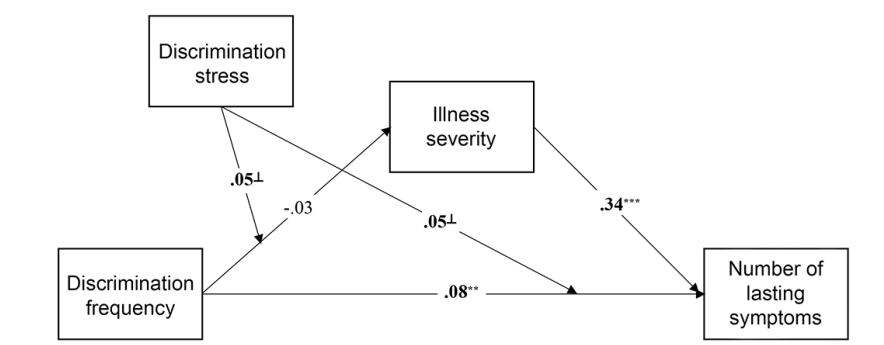 Discrimination
stress
Illness
severity
.05⊥
-.03
.05⊥
.34***
Discrimination
frequency
.08**
Number of
lasting
symptoms